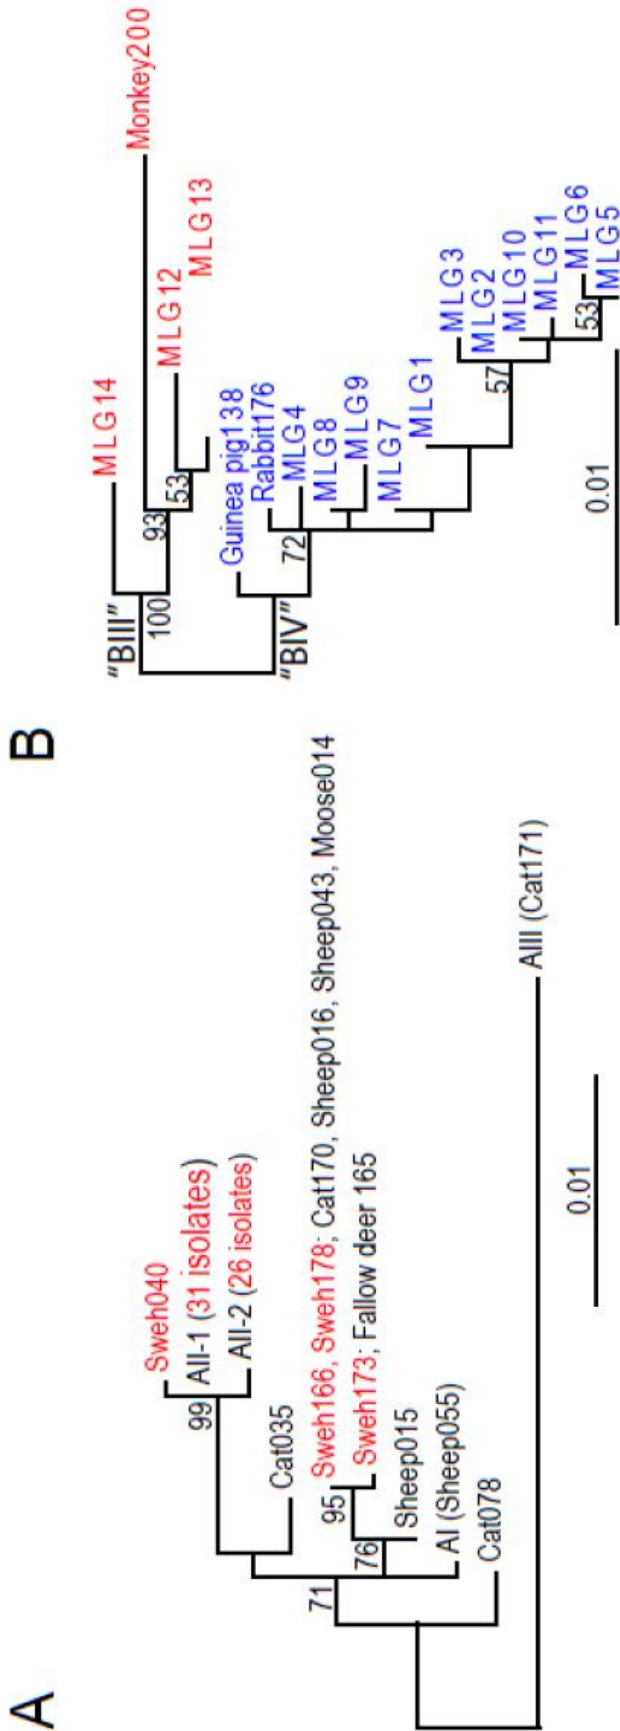 A
Sweh040
AII-1 (31 isolates)
AII-2 (26 isolates)
99
Cat035
Sweh166, Sweh178; Cat170, Sheep016, Sheep043, Moose014
Sweh173; Fallow deer 165
95
Sheep015
76
AI (Sheep055)
71
Cat078
AIII (Cat171)
0.01
B
MLG14
Monkey200
MLG12
MLG13
"BIII"
93
53
100
Guinea pig138
Rabbit176
MLG4
MLG8
MLG9
MLG7
MLG1
72
"BIV"
MLG3
MLG2
MLG10
MLG11
MLG6
MLG5
57
53
0.01